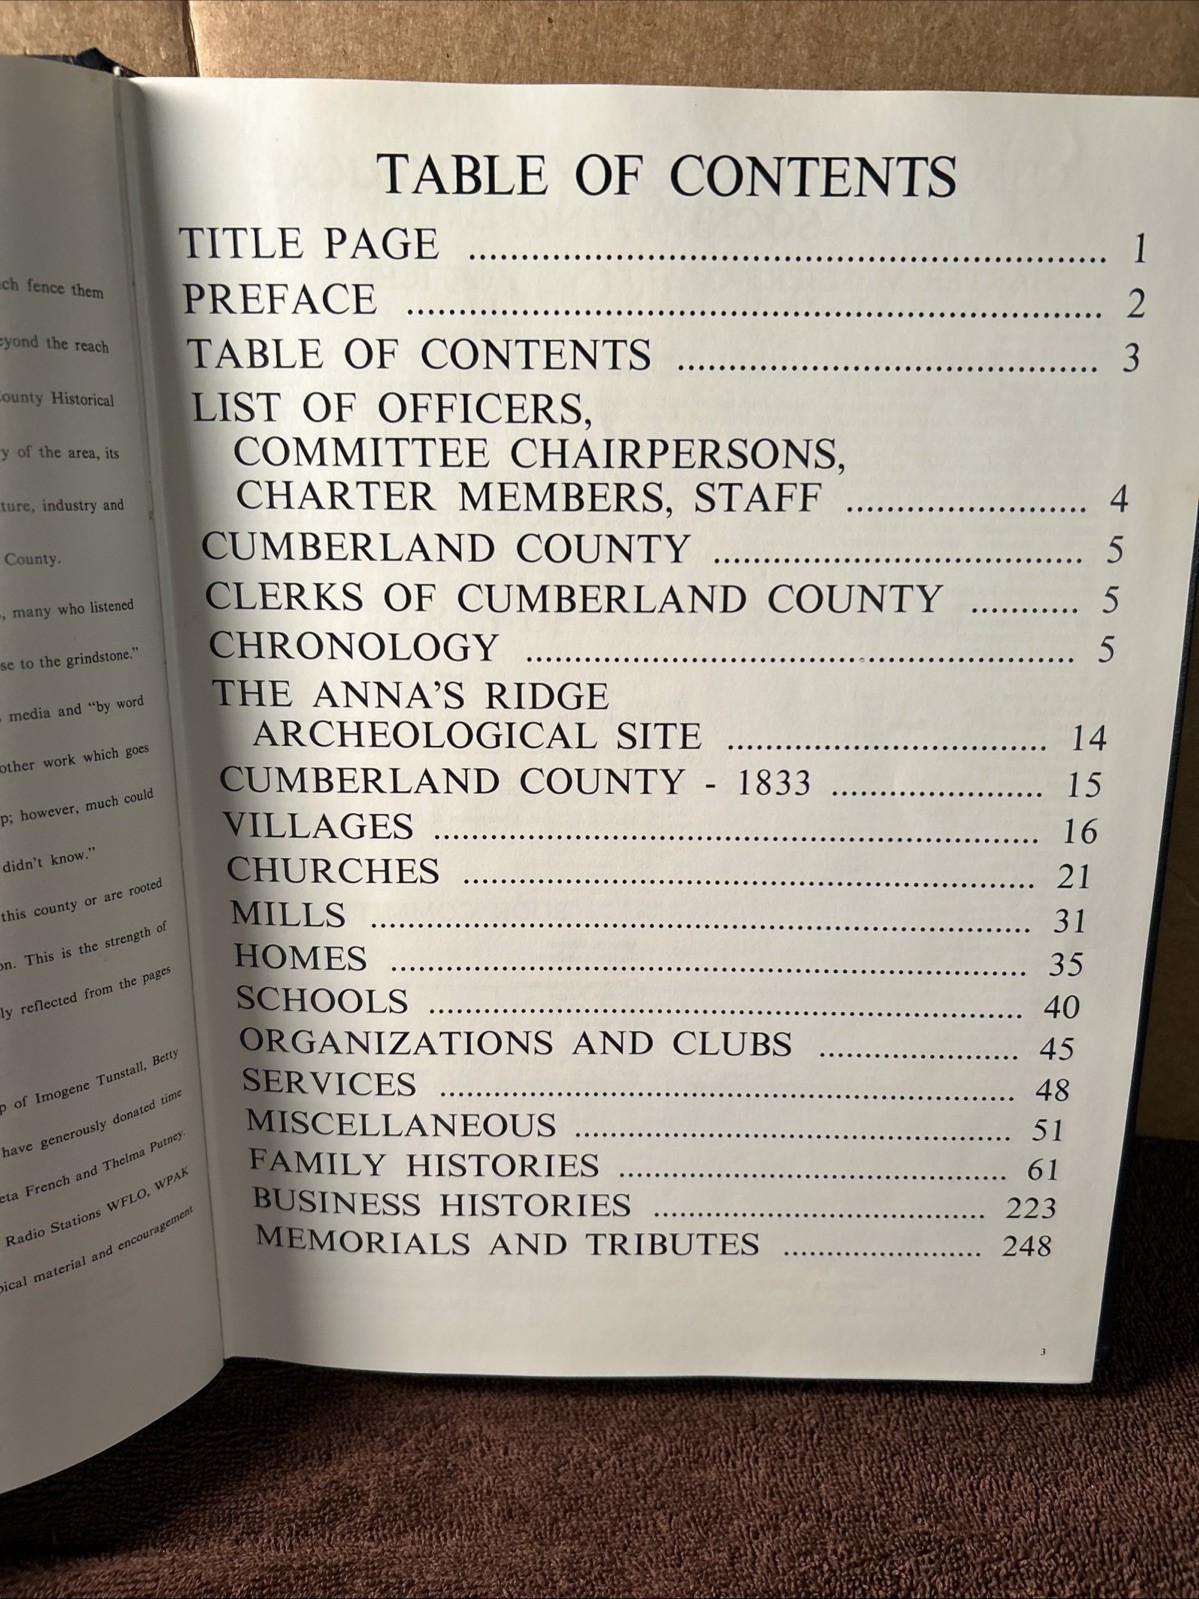 ch fence them
eyond the reach
County Historical
y of the area, its
ture, industry and
County.
, many who listened
se to the grindstone."
media and "by word
other work which goes
p; however, much could
didn't know."
this county or are rooted
on. This is the strength of
ly reflected from the pages
p of Imogene Tunstall, Betty
have generously donated time
eta French and Thelma Putney.
Radio Stations WFLO, WPAK
pical material and encouragement
TABLE OF CONTENTS
TITLE PAGE ........ 1
PREFACE ........ 2
TABLE OF CONTENTS ........ 3
LIST OF OFFICERS,
COMMITTEE CHAIRPERSONS,
CHARTER MEMBERS, STAFF ........ 4
CUMBERLAND COUNTY ........ 5
CLERKS OF CUMBERLAND COUNTY ........ 5
CHRONOLOGY ........ 5
THE ANNA'S RIDGE
ARCHEOLOGICAL SITE ........ 14
CUMBERLAND COUNTY - 1833 ........ 15
VILLAGES ........ 16
CHURCHES ........ 21
MILLS ........ 31
HOMES ........ 35
SCHOOLS ........ 40
ORGANIZATIONS AND CLUBS ........ 45
SERVICES ........ 48
MISCELLANEOUS ........ 51
FAMILY HISTORIES ........ 61
BUSINESS HISTORIES ........ 223
MEMORIALS AND TRIBUTES ........ 248
3